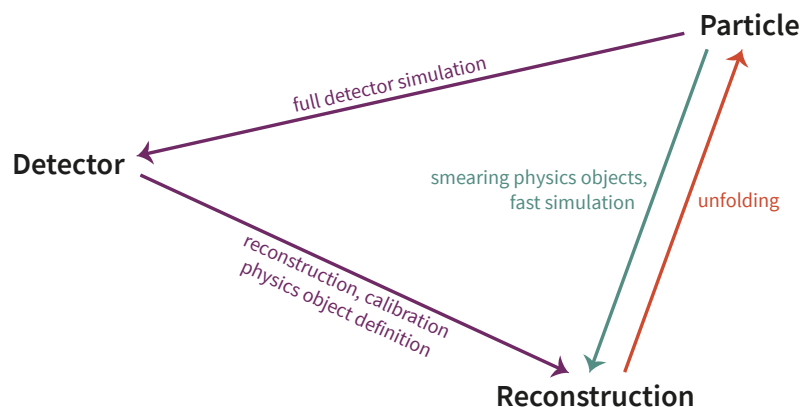 Particle
full detector simulation
Detector
smearing physics objects,
fast simulation
unfolding
reconstruction, calibration
physics object definition
Reconstruction